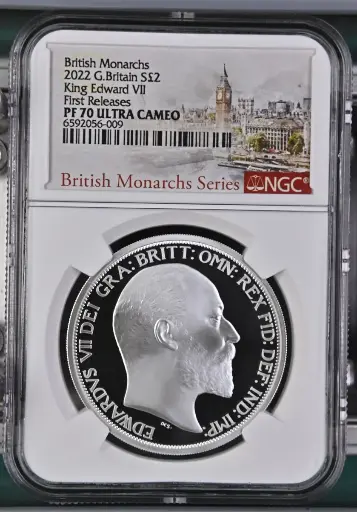 British Monarchs
2022 G.Britain S£2
King Edward VII
First Releases
PF 70 ULTRA CAMEO
6592056-009
British Monarchs Series NGC®
EDWARDVS VII DEI GRA: BRITT: OMN: REX FID: DEF: IND: IMP:
DES.